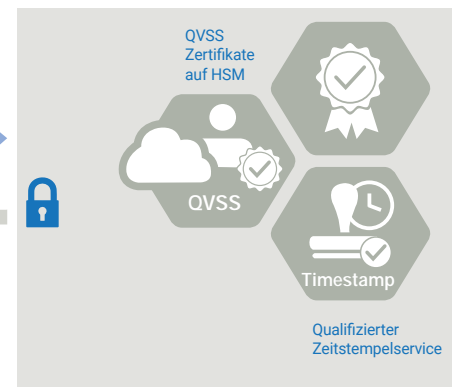 QVSS
Zertifikate
auf HSM
QVSS
Timestamp
Qualifizierter
Zeitstempelservice